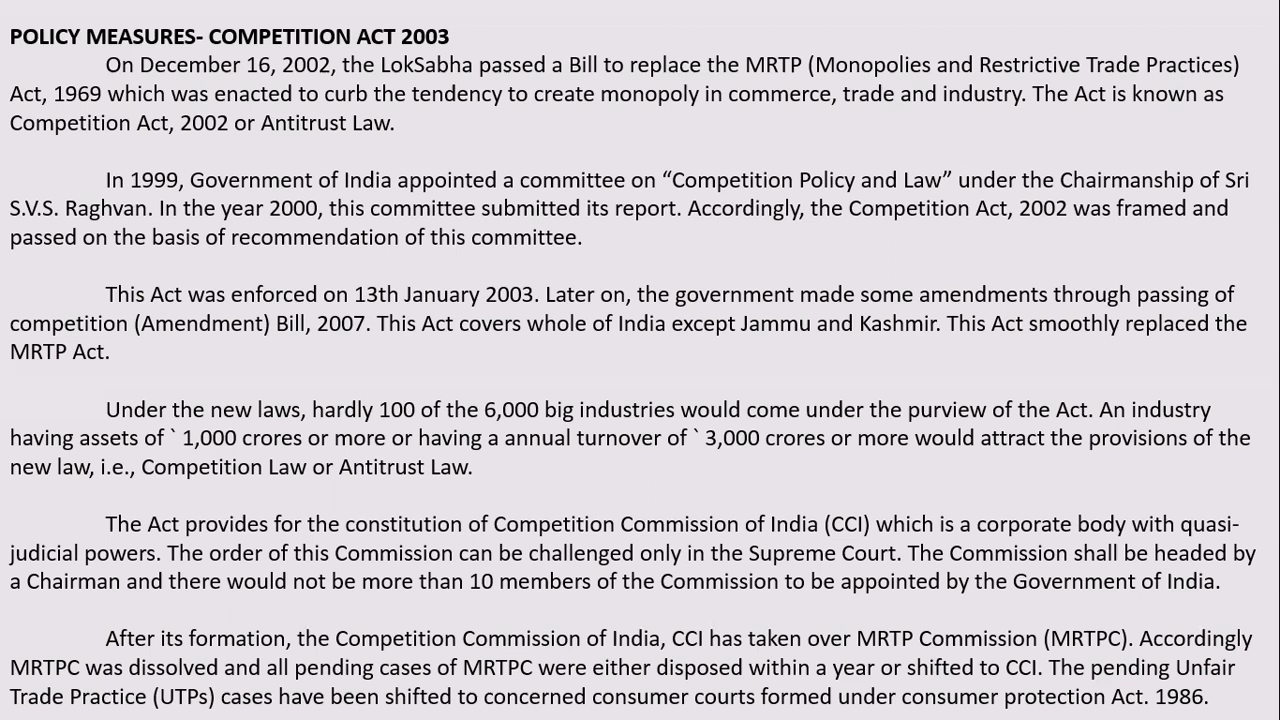 POLICY MEASURES- COMPETITION ACT 2003
On December 16, 2002, the LokSabha passed a Bill to replace the MRTP (Monopolies and Restrictive Trade Practices)
Act, 1969 which was enacted to curb the tendency to create monopoly in commerce, trade and industry. The Act is known as
Competition Act, 2002 or Antitrust Law.
In 1999, Government of India appointed a committee on “Competition Policy and Law” under the Chairmanship of Sri
S.V.S. Raghvan. In the year 2000, this committee submitted its report. Accordingly, the Competition Act, 2002 was framed and
passed on the basis of recommendation of this committee.
This Act was enforced on 13th January 2003. Later on, the government made some amendments through passing of
competition (Amendment) Bill, 2007. This Act covers whole of India except Jammu and Kashmir. This Act smoothly replaced the
MRTP Act.
Under the new laws, hardly 100 of the 6,000 big industries would come under the purview of the Act. An industry
having assets of ` 1,000 crores or more or having a annual turnover of ` 3,000 crores or more would attract the provisions of the
new law, i.e., Competition Law or Antitrust Law.
The Act provides for the constitution of Competition Commission of India (CCI) which is a corporate body with quasi-
judicial powers. The order of this Commission can be challenged only in the Supreme Court. The Commission shall be headed by
a Chairman and there would not be more than 10 members of the Commission to be appointed by the Government of India.
After its formation, the Competition Commission of India, CCI has taken over MRTP Commission (MRTPC). Accordingly
MRTPC was dissolved and all pending cases of MRTPC were either disposed within a year or shifted to CCI. The pending Unfair
Trade Practice (UTPs) cases have been shifted to concerned consumer courts formed under consumer protection Act. 1986.